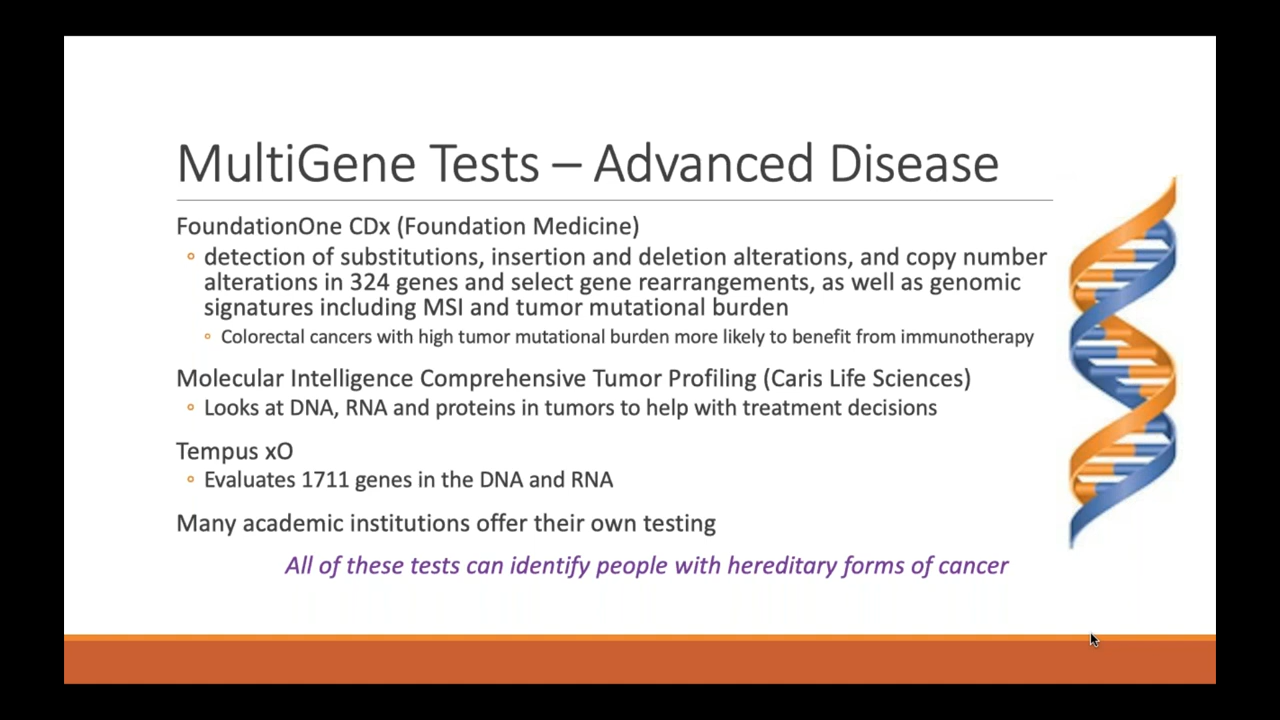 MultiGene Tests – Advanced Disease
FoundationOne CDx (Foundation Medicine)
◦ detection of substitutions, insertion and deletion alterations, and copy number
alterations in 324 genes and select gene rearrangements, as well as genomic
signatures including MSI and tumor mutational burden
◦ Colorectal cancers with high tumor mutational burden more likely to benefit from immunotherapy
Molecular Intelligence Comprehensive Tumor Profiling (Caris Life Sciences)
◦ Looks at DNA, RNA and proteins in tumors to help with treatment decisions
Tempus xO
◦ Evaluates 1711 genes in the DNA and RNA
Many academic institutions offer their own testing
All of these tests can identify people with hereditary forms of cancer